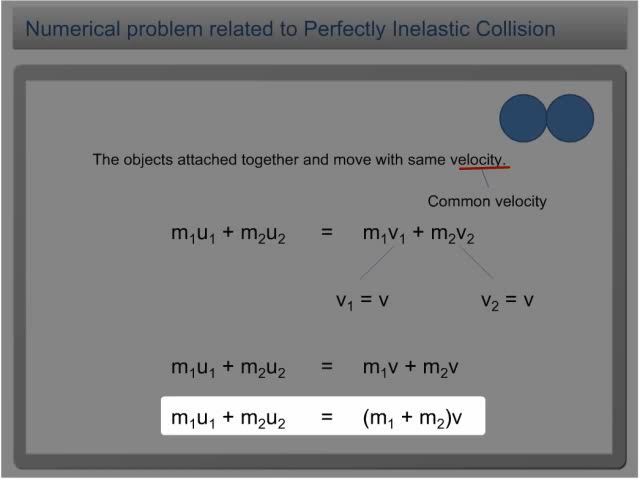 Numerical problem related to Perfectly Inelastic Collision
The objects attached together and move with same velocity.
Common velocity
m₁u₁ + m₂u₂ = m₁v₁ + m₂v₂
v₁ = v v₂ = v
m₁u₁ + m₂u₂ = m₁v + m₂v
m₁u₁ + m₂u₂ = (m₁ + m₂)v